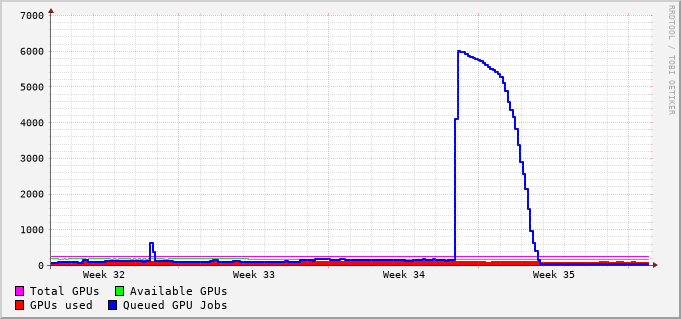 7000
6000
5000
4000
3000
2000
1000
0
Week 32 Week 33 Week 34 Week 35
Total GPUs Available GPUs
GPUs used Queued GPU Jobs
RRDTOOL / TOBI OETIKER